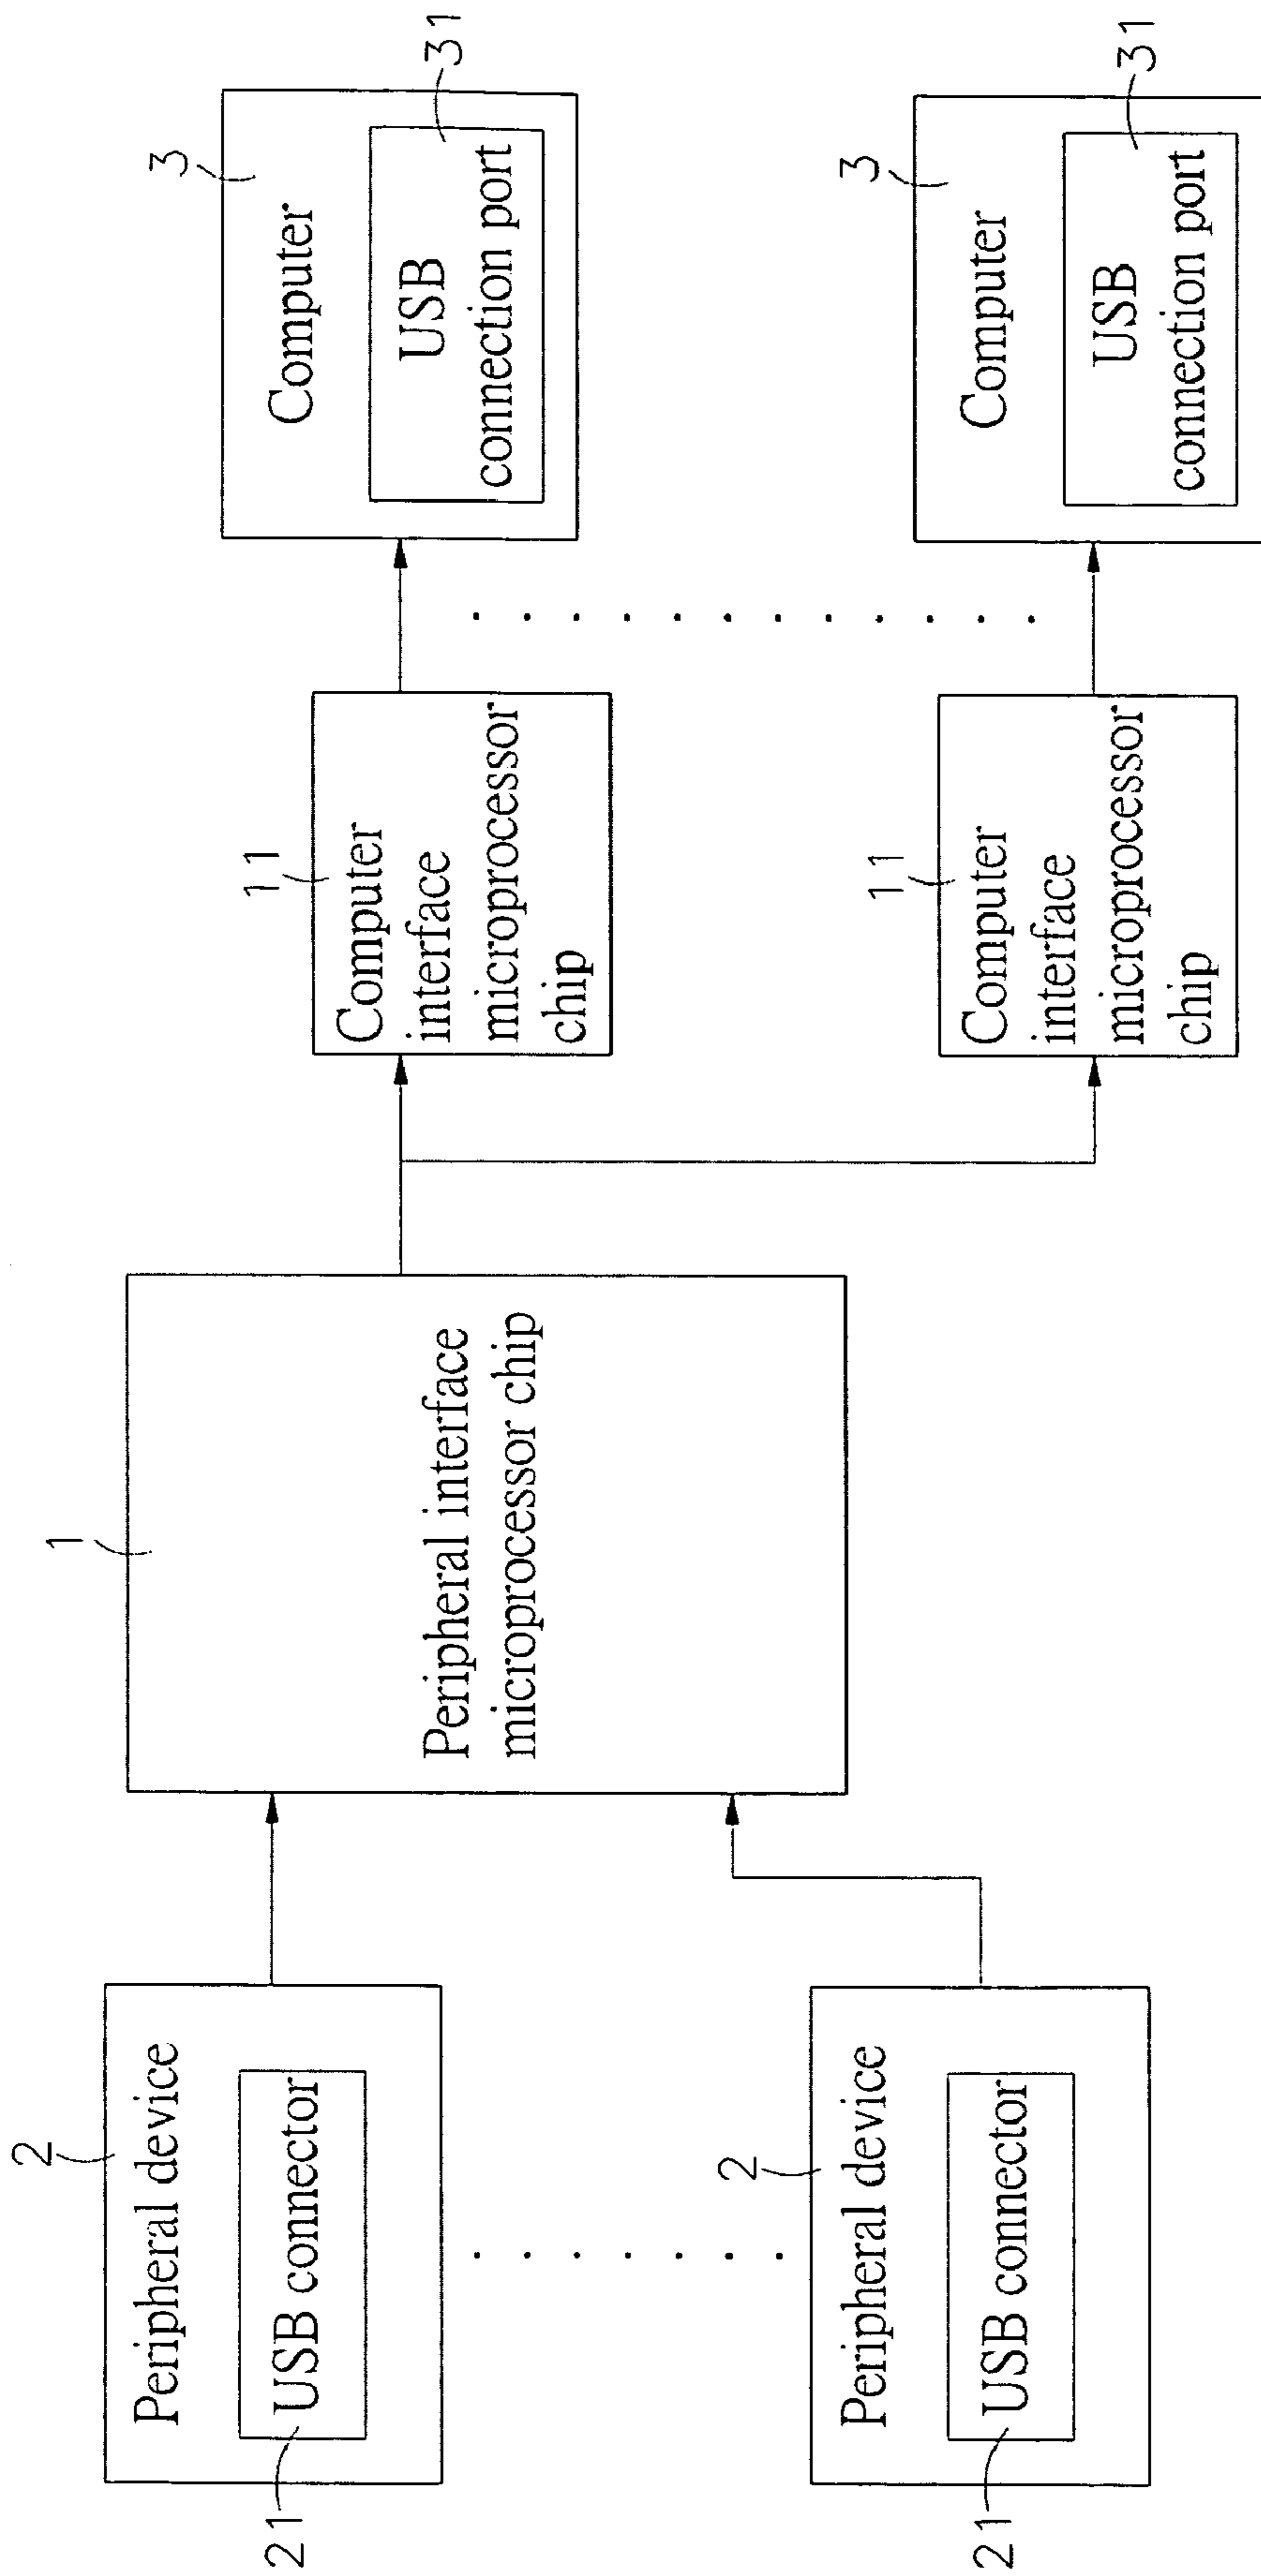 2
Peripheral device
USB connector
21
2
Peripheral device
USB connector
21
1
Peripheral interface
microprocessor chip
11
Computer
interface
microprocessor
chip
11
Computer
interface
microprocessor
chip
3
Computer
USB
connection port
31
3
Computer
USB
connection port
31